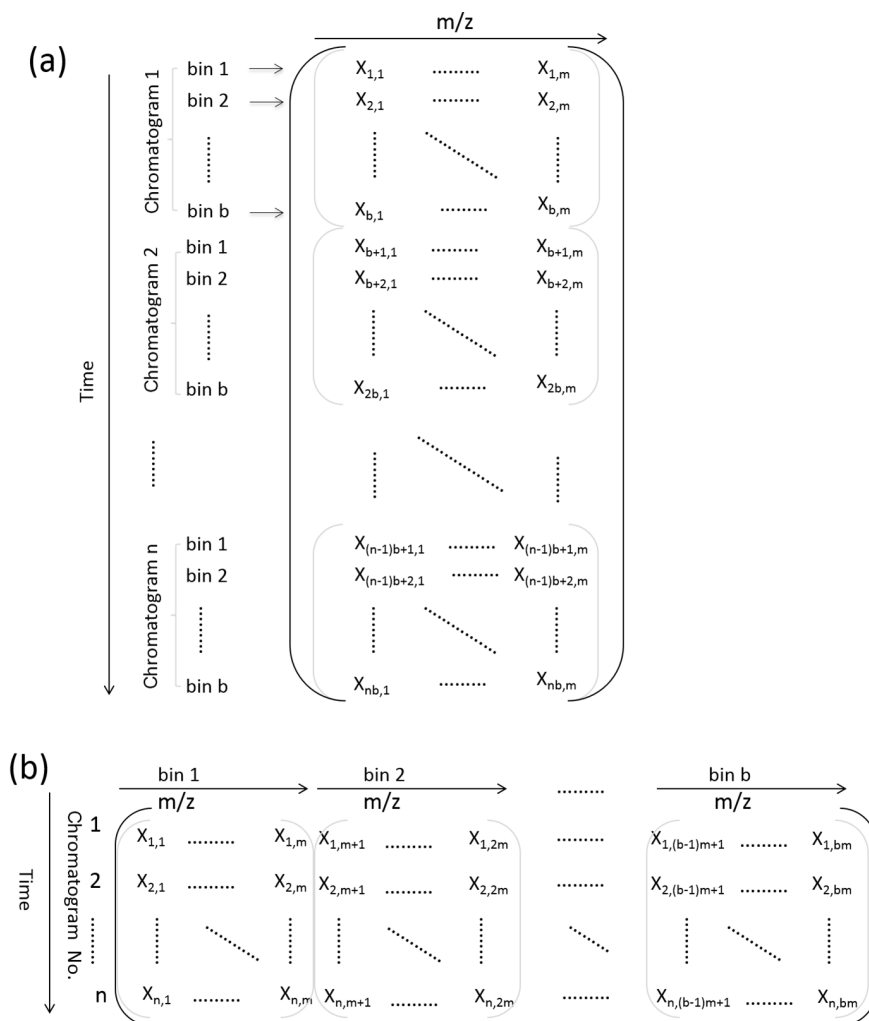 m/z
(a)
Time
Chromatogram 1
bin 1 X1,1 ......... X1,m
bin 2 X2,1 ......... X2,m
bin b Xb,1 ......... Xb,m
Chromatogram 2
bin 1 Xb+1,1 ......... Xb+1,m
bin 2 Xb+2,1 ......... Xb+2,m
bin b X2b,1 ......... X2b,m
Chromatogram n
bin 1 X(n-1)b+1,1 ......... X(n-1)b+1,m
bin 2 X(n-1)b+2,1 ......... X(n-1)b+2,m
bin b Xnb,1 ......... Xnb,m
(b)
bin 1 bin 2 ......... bin b
m/z m/z m/z
Time
Chromatogram No.
1 X1,1 ......... X1,m X1,m+1 ......... X1,2m ......... X1,(b-1)m+1 ......... X1,bm
2 X2,1 ......... X2,m X2,m+1 ......... X2,2m ......... X2,(b-1)m+1 ......... X2,bm
n Xn,1 ......... Xn,m Xn,m+1 ......... Xn,2m ......... Xn,(b-1)m+1 ......... Xn,bm